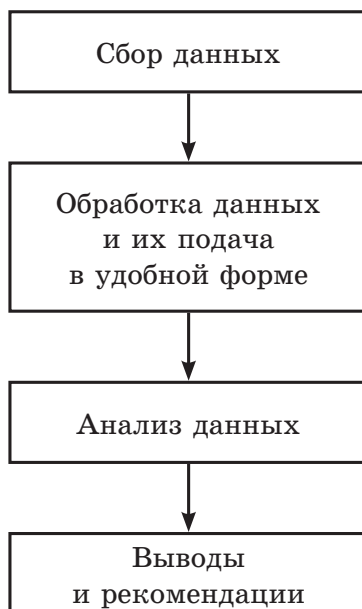 Сбор данных
Обработка данных
и их подача
в удобной форме
Анализ данных
Выводы
и рекомендации